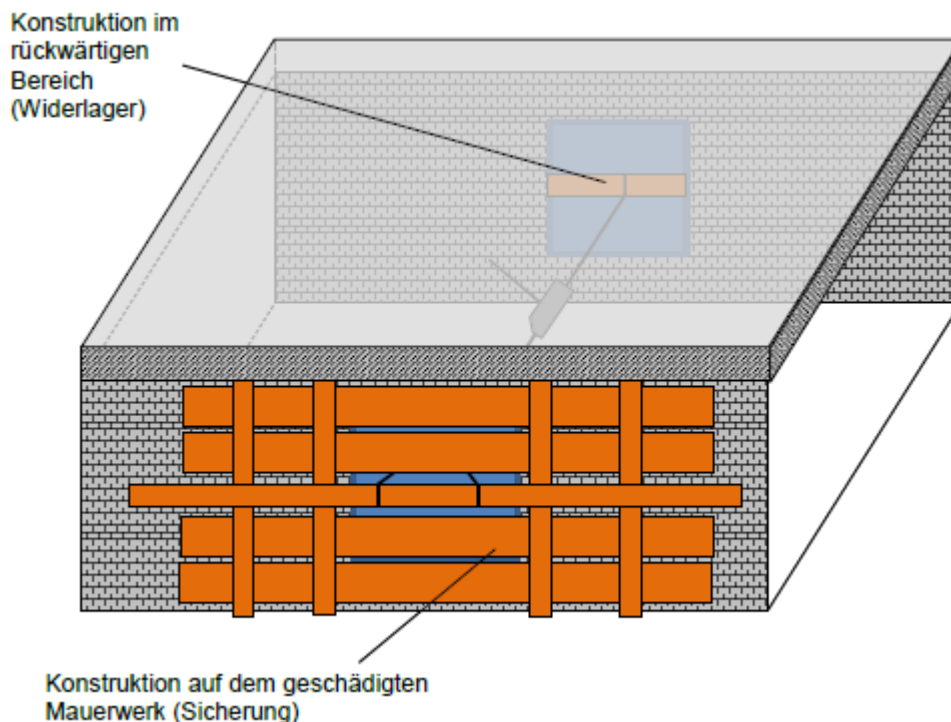 Konstruktion im
rückwärtigen
Bereich
(Widerlager)
Konstruktion auf dem geschädigten
Mauerwerk (Sicherung)